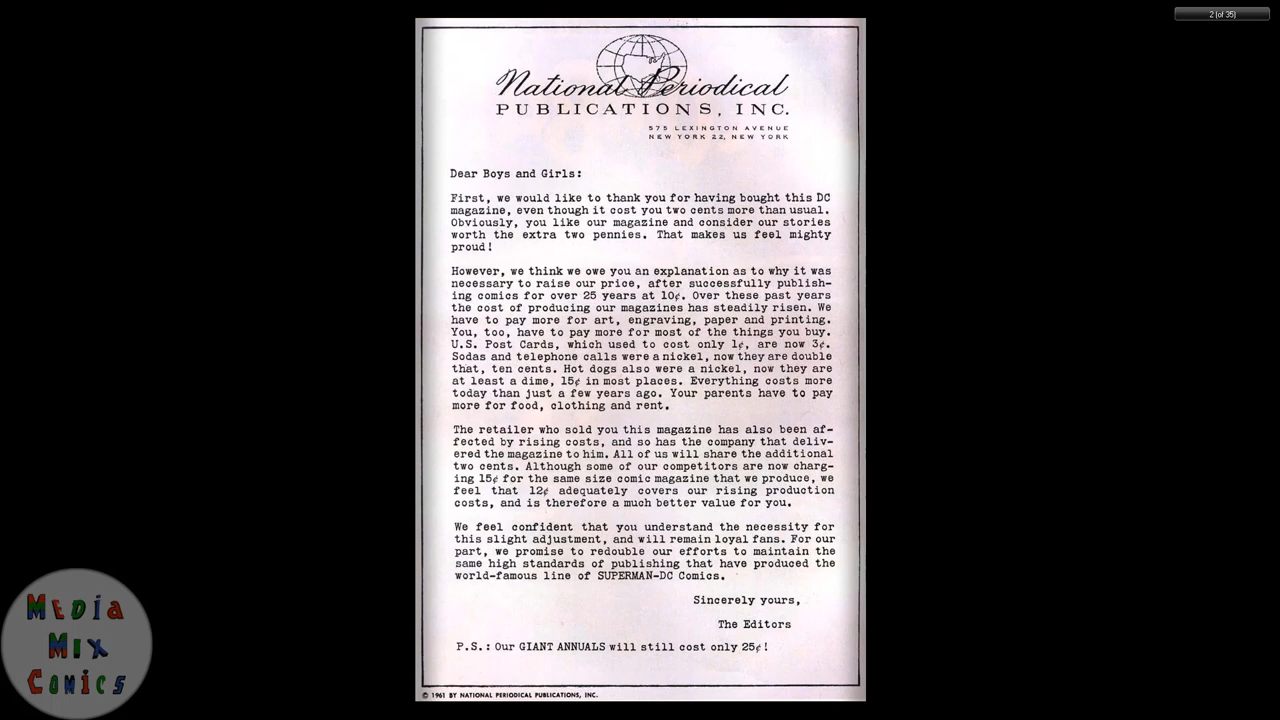 2 (of 35)
National Periodical
PUBLICATIONS, INC.
575 LEXINGTON AVENUE
NEW YORK 22, NEW YORK
Dear Boys and Girls:
First, we would like to thank you for having bought this DC
magazine, even though it cost you two cents more than usual.
Obviously, you like our magazine and consider our stories
worth the extra two pennies. That makes us feel mighty
proud!
However, we think we owe you an explanation as to why it was
necessary to raise our price, after successfully publish-
ing comics for over 25 years at 10¢. Over these past years
the cost of producing our magazines has steadily risen. We
have to pay more for art, engraving, paper and printing.
You, too, have to pay more for most of the things you buy.
U.S. Post Cards, which used to cost only 1¢, are now 3¢.
Sodas and telephone calls were a nickel, now they are double
that, ten cents. Hot dogs also were a nickel, now they are
at least a dime, 15¢ in most places. Everything costs more
today than just a few years ago. Your parents have to pay
more for food, clothing and rent.
The retailer who sold you this magazine has also been af-
fected by rising costs, and so has the company that deliv-
ered the magazine to him. All of us will share the additional
two cents. Although some of our competitors are now charg-
ing 15¢ for the same size comic magazine that we produce, we
feel that 12¢ adequately covers our rising production
costs, and is therefore a much better value for you.
We feel confident that you understand the necessity for
this slight adjustment, and will remain loyal fans. For our
part, we promise to redouble our efforts to maintain the
same high standards of publishing that have produced the
world-famous line of SUPERMAN-DC Comics.
Sincerely yours,
The Editors
P.S.: Our GIANT ANNUALS will still cost only 25¢!
© 1961 BY NATIONAL PERIODICAL PUBLICATIONS, INC.
MEDiA
MiX
COMiCS